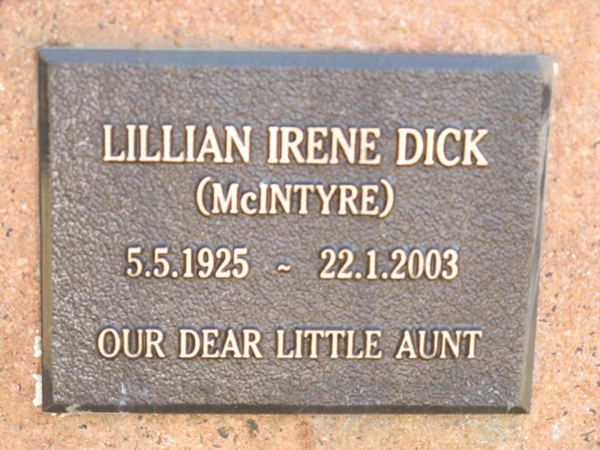 LILLIAN IRENE DICK
(McINTYRE)
5.5.1925 ~ 22.1.2003
OUR DEAR LITTLE AUNT